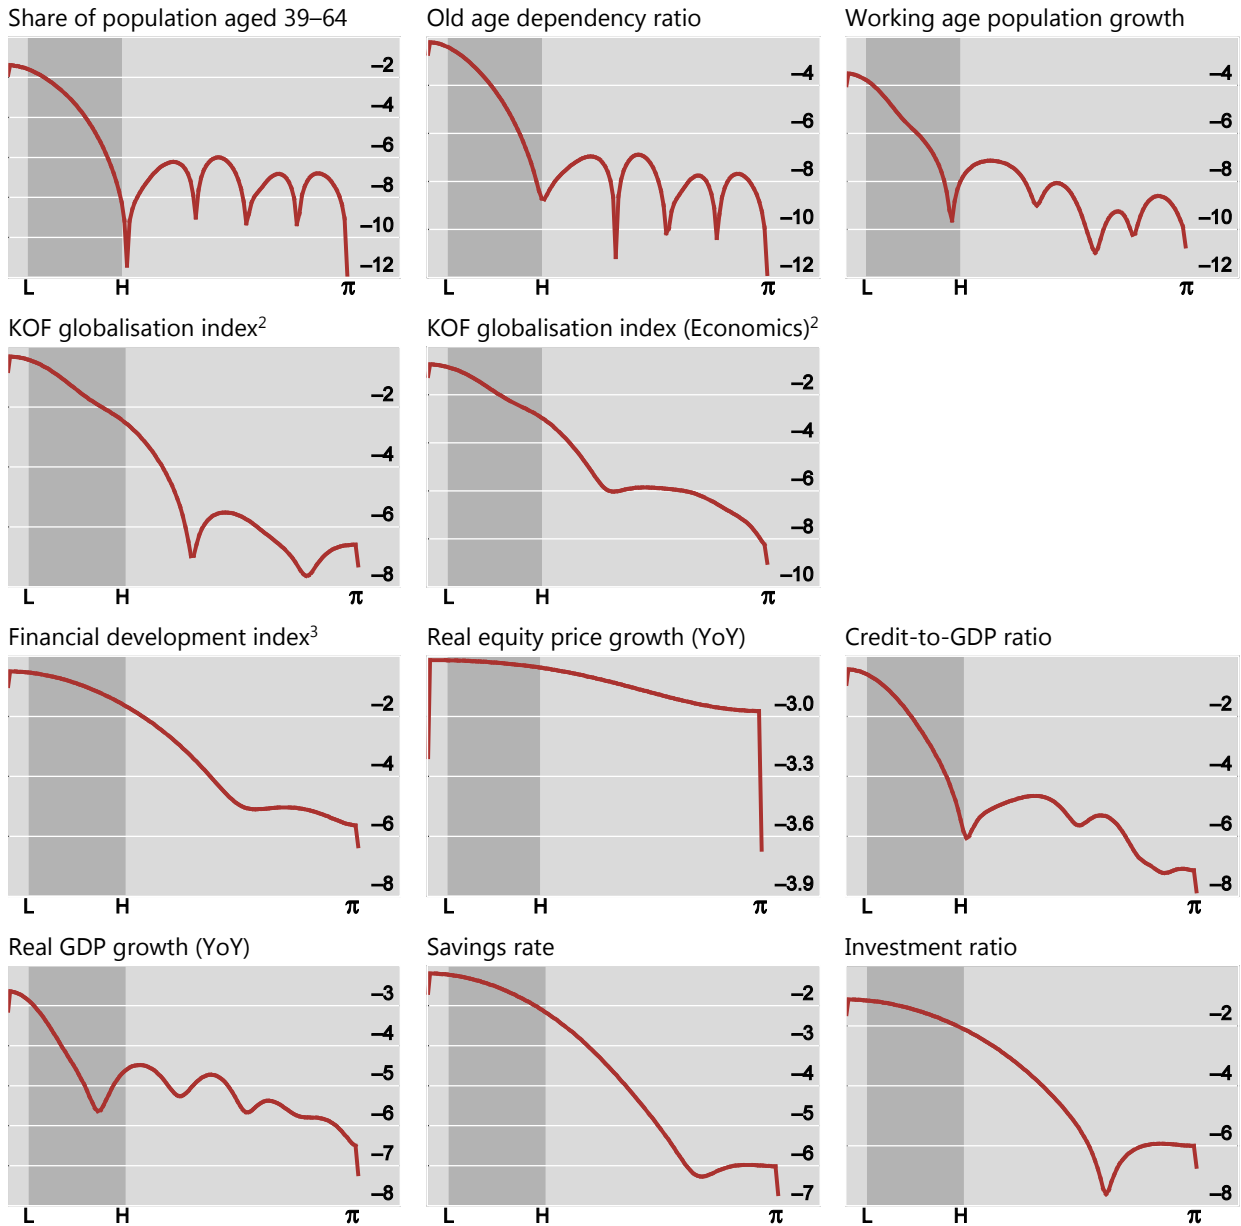 Share of population aged 39–64
Old age dependency ratio
Working age population growth
–2
–4
–6
–8
–10
–12
L H π
–4
–6
–8
–10
–12
L H π
–4
–6
–8
–10
–12
L H π
KOF globalisation index²
KOF globalisation index (Economics)²
–2
–4
–6
–8
L H π
–2
–4
–6
–8
–10
L H π
Financial development index³
Real equity price growth (YoY)
Credit-to-GDP ratio
–2
–4
–6
–8
L H π
–3.0
–3.3
–3.6
–3.9
L H π
–2
–4
–6
–8
L H π
Real GDP growth (YoY)
Savings rate
Investment ratio
–3
–4
–5
–6
–7
–8
L H π
–2
–3
–4
–5
–6
–7
L H π
–2
–4
–6
–8
L H π